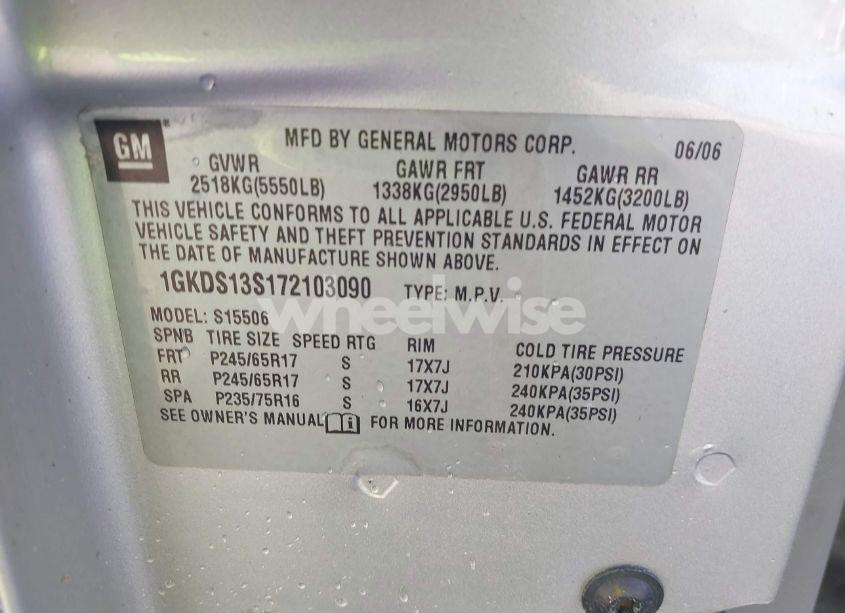 GM
MFD BY GENERAL MOTORS CORP. 06/06
GVWR GAWR FRT GAWR RR
2518KG(5550LB) 1338KG(2950LB) 1452KG(3200LB)
THIS VEHICLE CONFORMS TO ALL APPLICABLE U.S. FEDERAL MOTOR
VEHICLE SAFETY AND THEFT PREVENTION STANDARDS IN EFFECT ON
THE DATE OF MANUFACTURE SHOWN ABOVE.
1GKDS13S172103090 TYPE: M.P.V.
wheelwise
MODEL: S15506
SPNB TIRE SIZE SPEED RTG RIM COLD TIRE PRESSURE
FRT P245/65R17 S 17X7J 210KPA(30PSI)
RR P245/65R17 S 17X7J 240KPA(35PSI)
SPA P235/75R16 S 16X7J 240KPA(35PSI)
SEE OWNER'S MANUAL i FOR MORE INFORMATION.